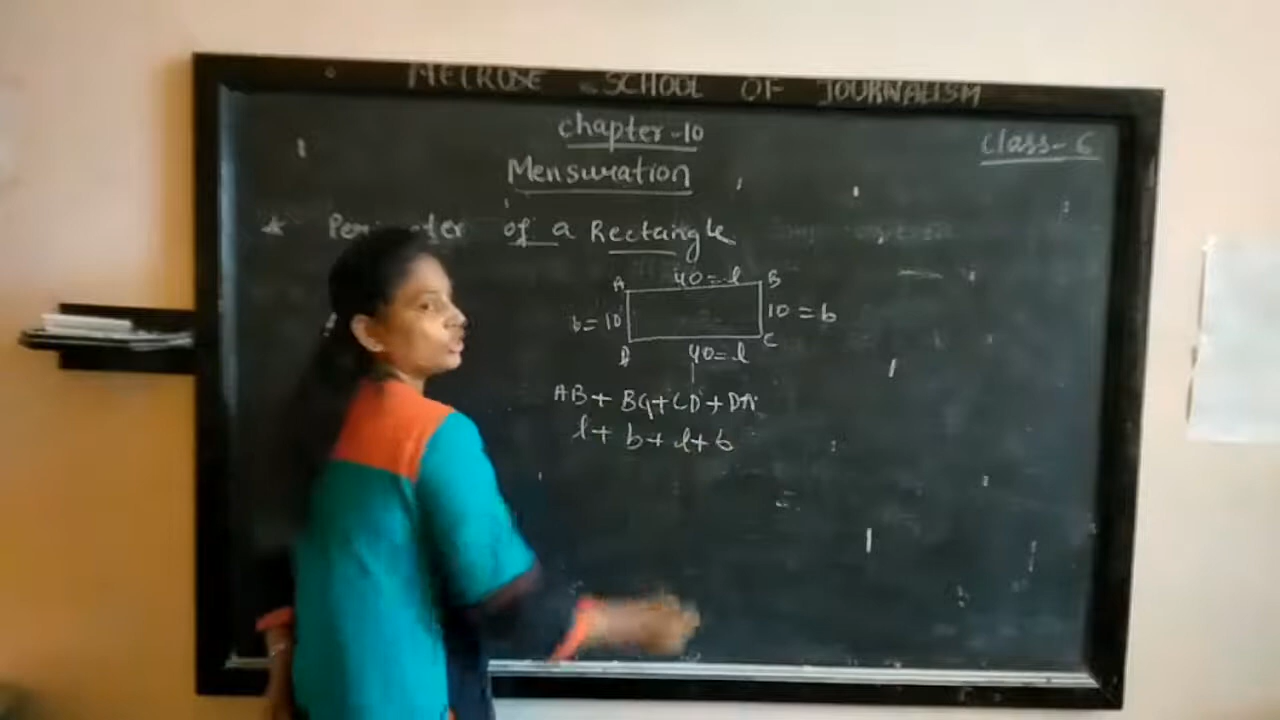 MELROSE SCHOOL OF JOURNALISM
Chapter-10
Class-6
Mensuration
* Perimeter of a Rectangle
A 40=l B
b=10 10=b
D 40=l C
AB+ BC+CD+DA
l+ b+l+b